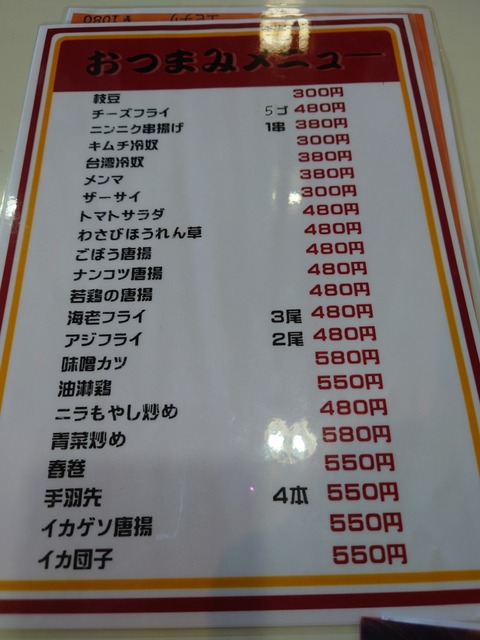 エビチリ ¥1080
おつまみメニュー
枝豆 300円
チーズフライ 5ゴ 480円
ニンニク串揚げ 1串 380円
キムチ冷奴 300円
台湾冷奴 380円
メンマ 380円
ザーサイ 300円
トマトサラダ 480円
わさびほうれん草 480円
ごぼう唐揚 480円
ナンコツ唐揚 480円
若鶏の唐揚 480円
海老フライ 3尾 480円
アジフライ 2尾 480円
味噌カツ 580円
油淋鶏 550円
ニラもやし炒め 480円
青菜炒め 580円
春巻 550円
手羽先 4本 550円
イカゲソ唐揚 550円
イカ団子 550円